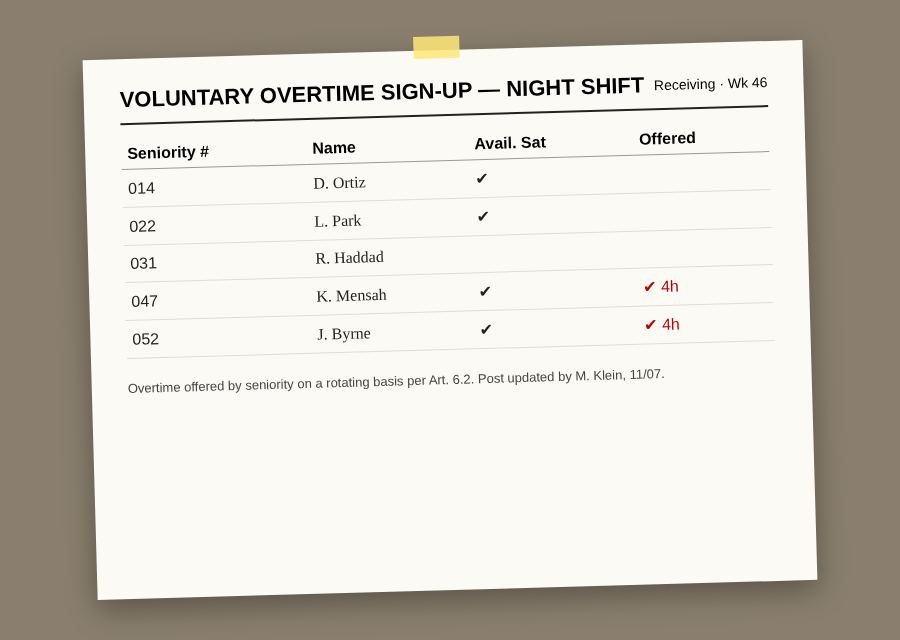 VOLUNTARY OVERTIME SIGN-UP — NIGHT SHIFT Receiving · Wk 46
Seniority # Name Avail. Sat Offered
014 D. Ortiz ✔
022 L. Park ✔
031 R. Haddad
047 K. Mensah ✔ ✔ 4h
052 J. Byrne ✔ ✔ 4h
Overtime offered by seniority on a rotating basis per Art. 6.2. Post updated by M. Klein, 11/07.